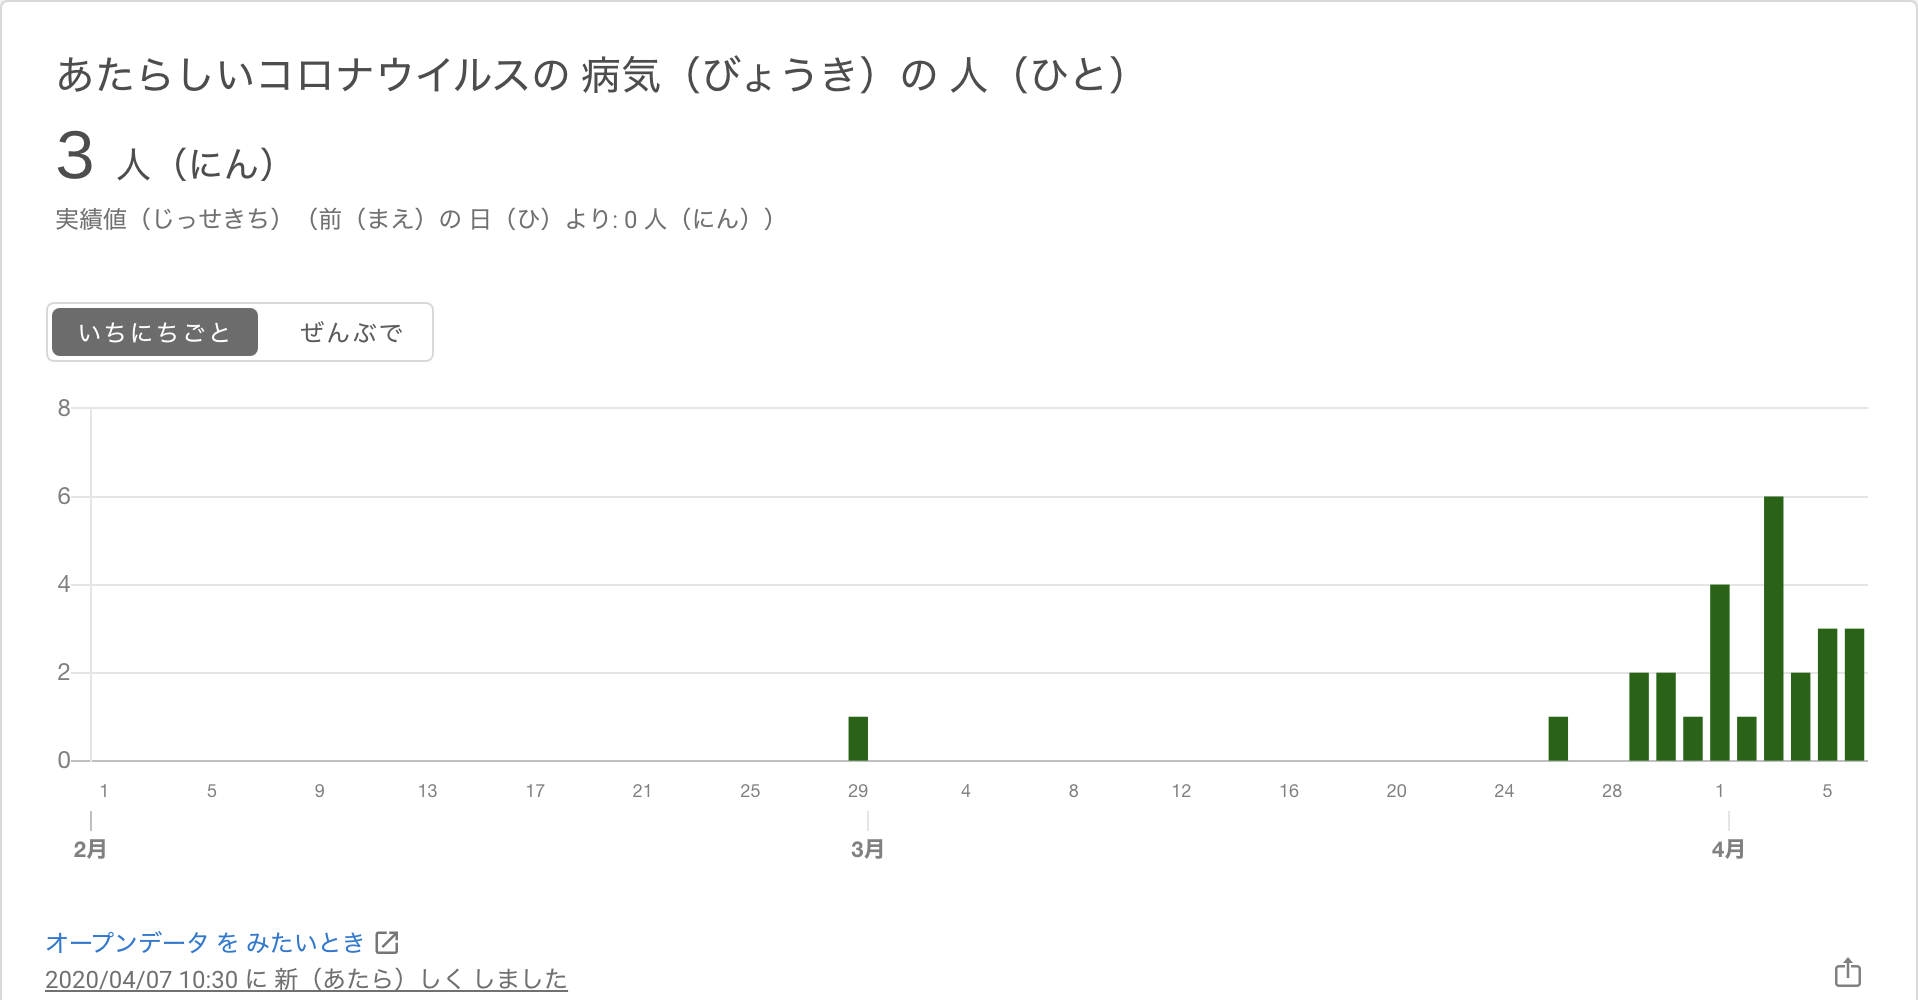 あたらしいコロナウイルスの 病気（びょうき）の 人（ひと）
3 人（にん）
実績値（じっせきち）（前（まえ）の 日（ひ）より: 0 人（にん））
いちにちごと ぜんぶで
8
6
4
2
0
1 5 9 13 17 21 25 29 4 8 12 16 20 24 28 1 5
2月 3月 4月
オープンデータ を みたいとき
2020/04/07 10:30 に 新（あたら）しく しました